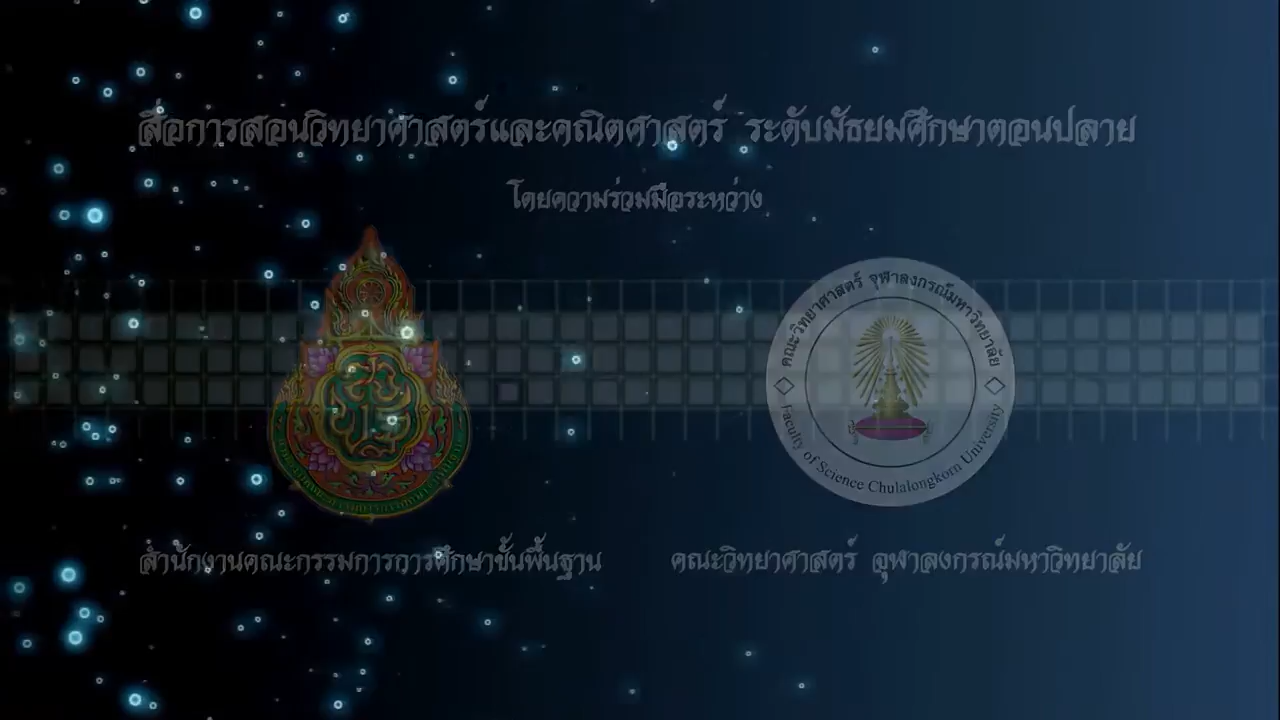 สื่อการสอนวิทยาศาสตร์และคณิตศาสตร์ ระดับมัธยมศึกษาตอนปลาย
โดยความร่วมมือระหว่าง
คณะวิทยาศาสตร์ จุฬาลงกรณ์มหาวิทยาลัย
Faculty of Science Chulalongkorn University
สำนักงานคณะกรรมการการศึกษาขั้นพื้นฐาน
คณะวิทยาศาสตร์ จุฬาลงกรณ์มหาวิทยาลัย